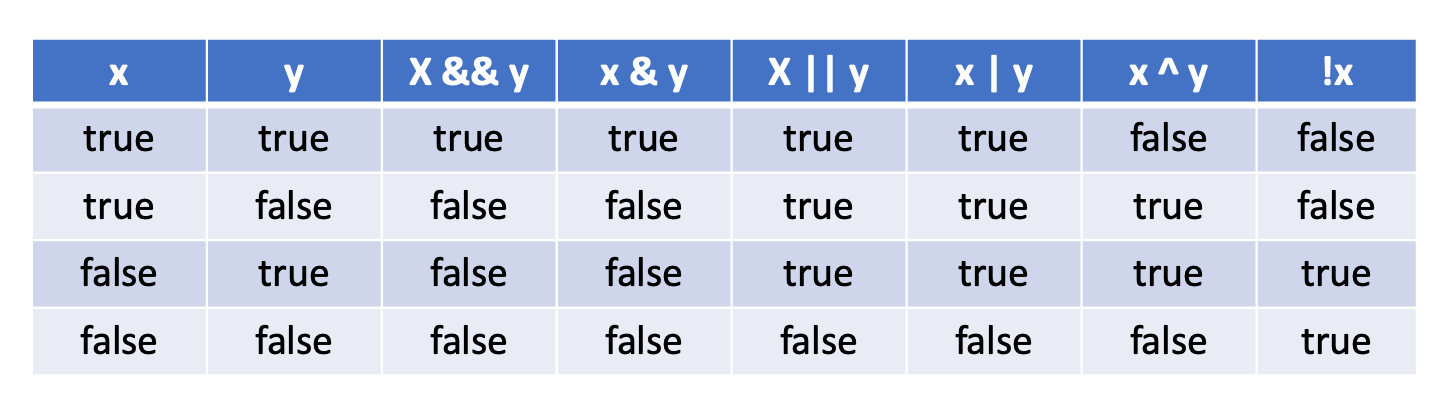 x y X && y x & y X || y x | y x ^ y !x
true true true true true true false false
true false false false true true true false
false true false false true true true true
false false false false false false false true